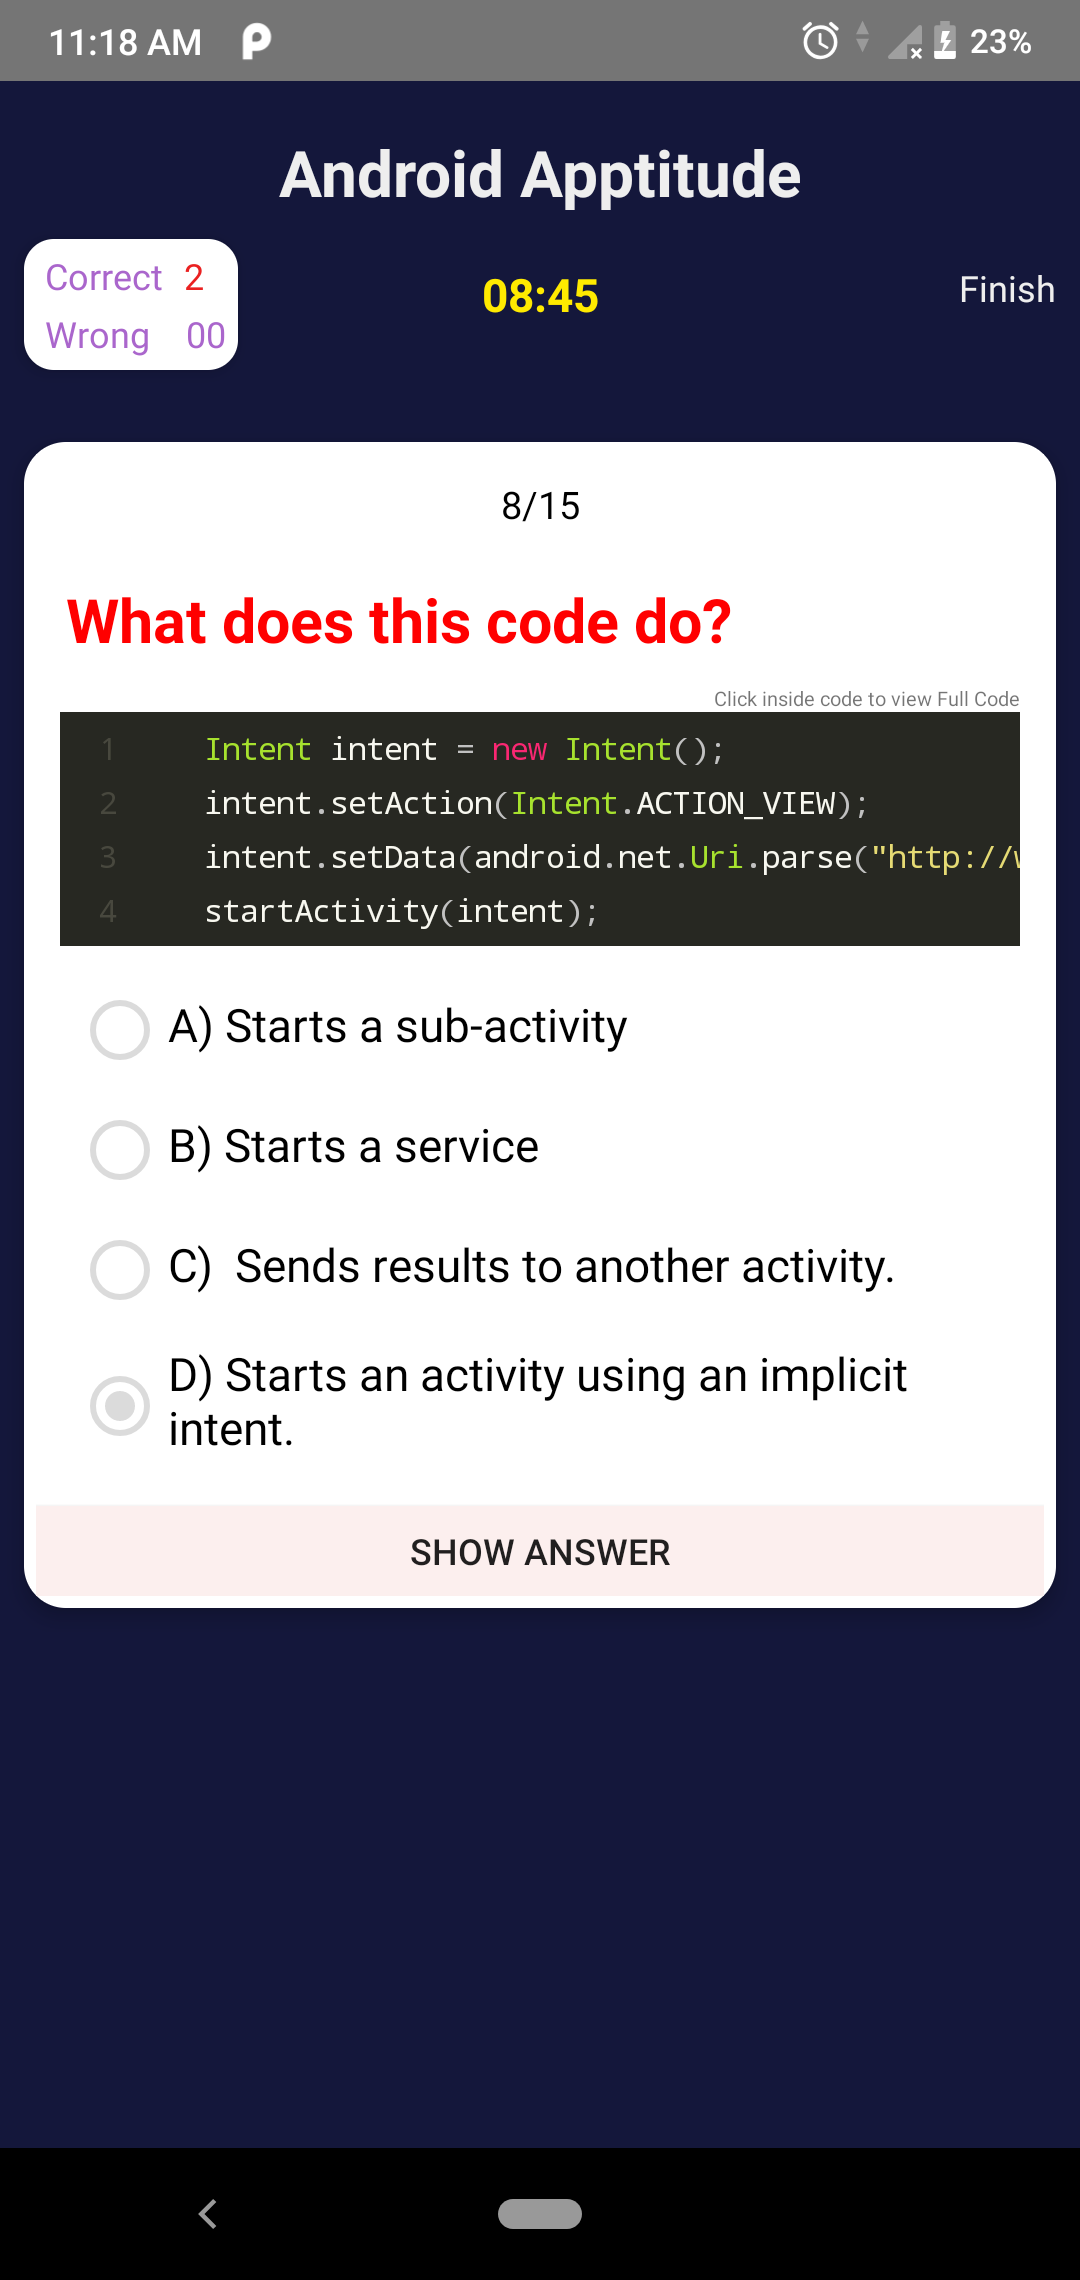 11:18 AM
23%
Android Apptitude
Correct 2
Wrong 00
08:45
Finish
8/15
What does this code do?
Click inside code to view Full Code
1 Intent intent = new Intent();
2 intent.setAction(Intent.ACTION_VIEW);
3 intent.setData(android.net.Uri.parse("http://
4 startActivity(intent);
A) Starts a sub-activity
B) Starts a service
C) Sends results to another activity.
D) Starts an activity using an implicit
intent.
SHOW ANSWER